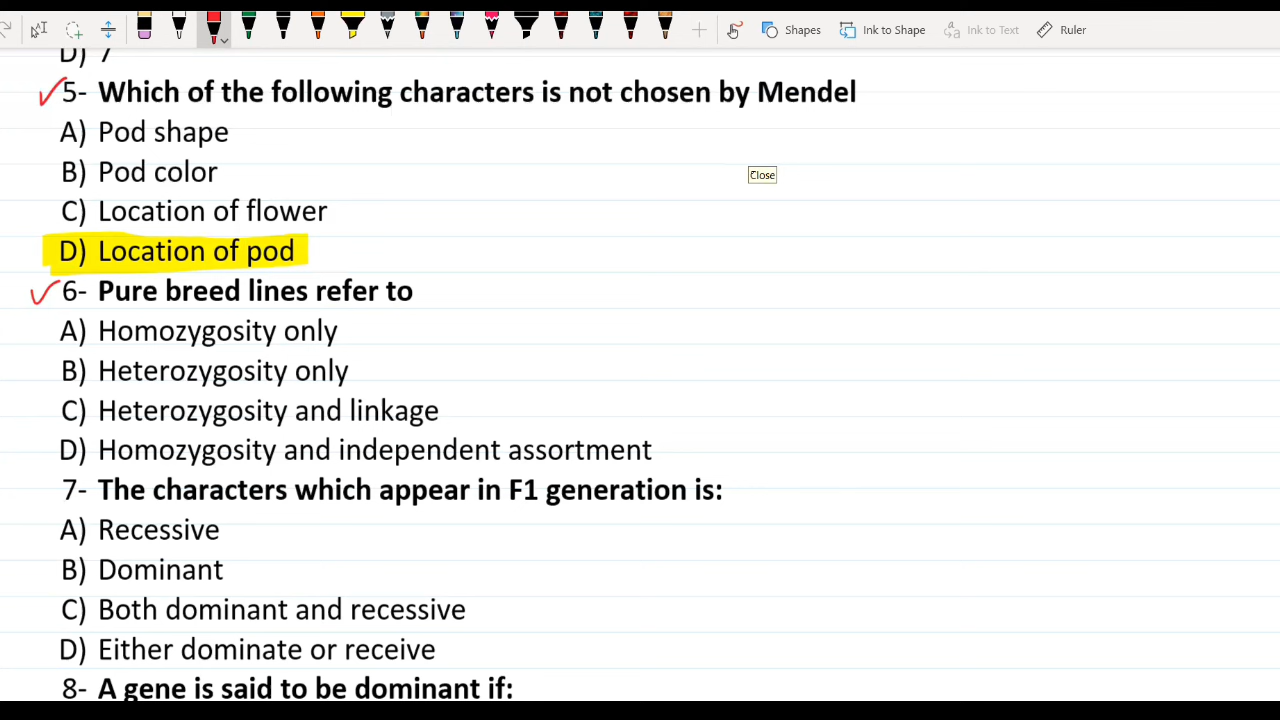 Shapes
Ink to Shape
Ink to Text
Ruler
D) 7
5- Which of the following characters is not chosen by Mendel
A) Pod shape
B) Pod color
Close
C) Location of flower
D) Location of pod
6- Pure breed lines refer to
A) Homozygosity only
B) Heterozygosity only
C) Heterozygosity and linkage
D) Homozygosity and independent assortment
7- The characters which appear in F1 generation is:
A) Recessive
B) Dominant
C) Both dominant and recessive
D) Either dominate or receive
8- A gene is said to be dominant if: